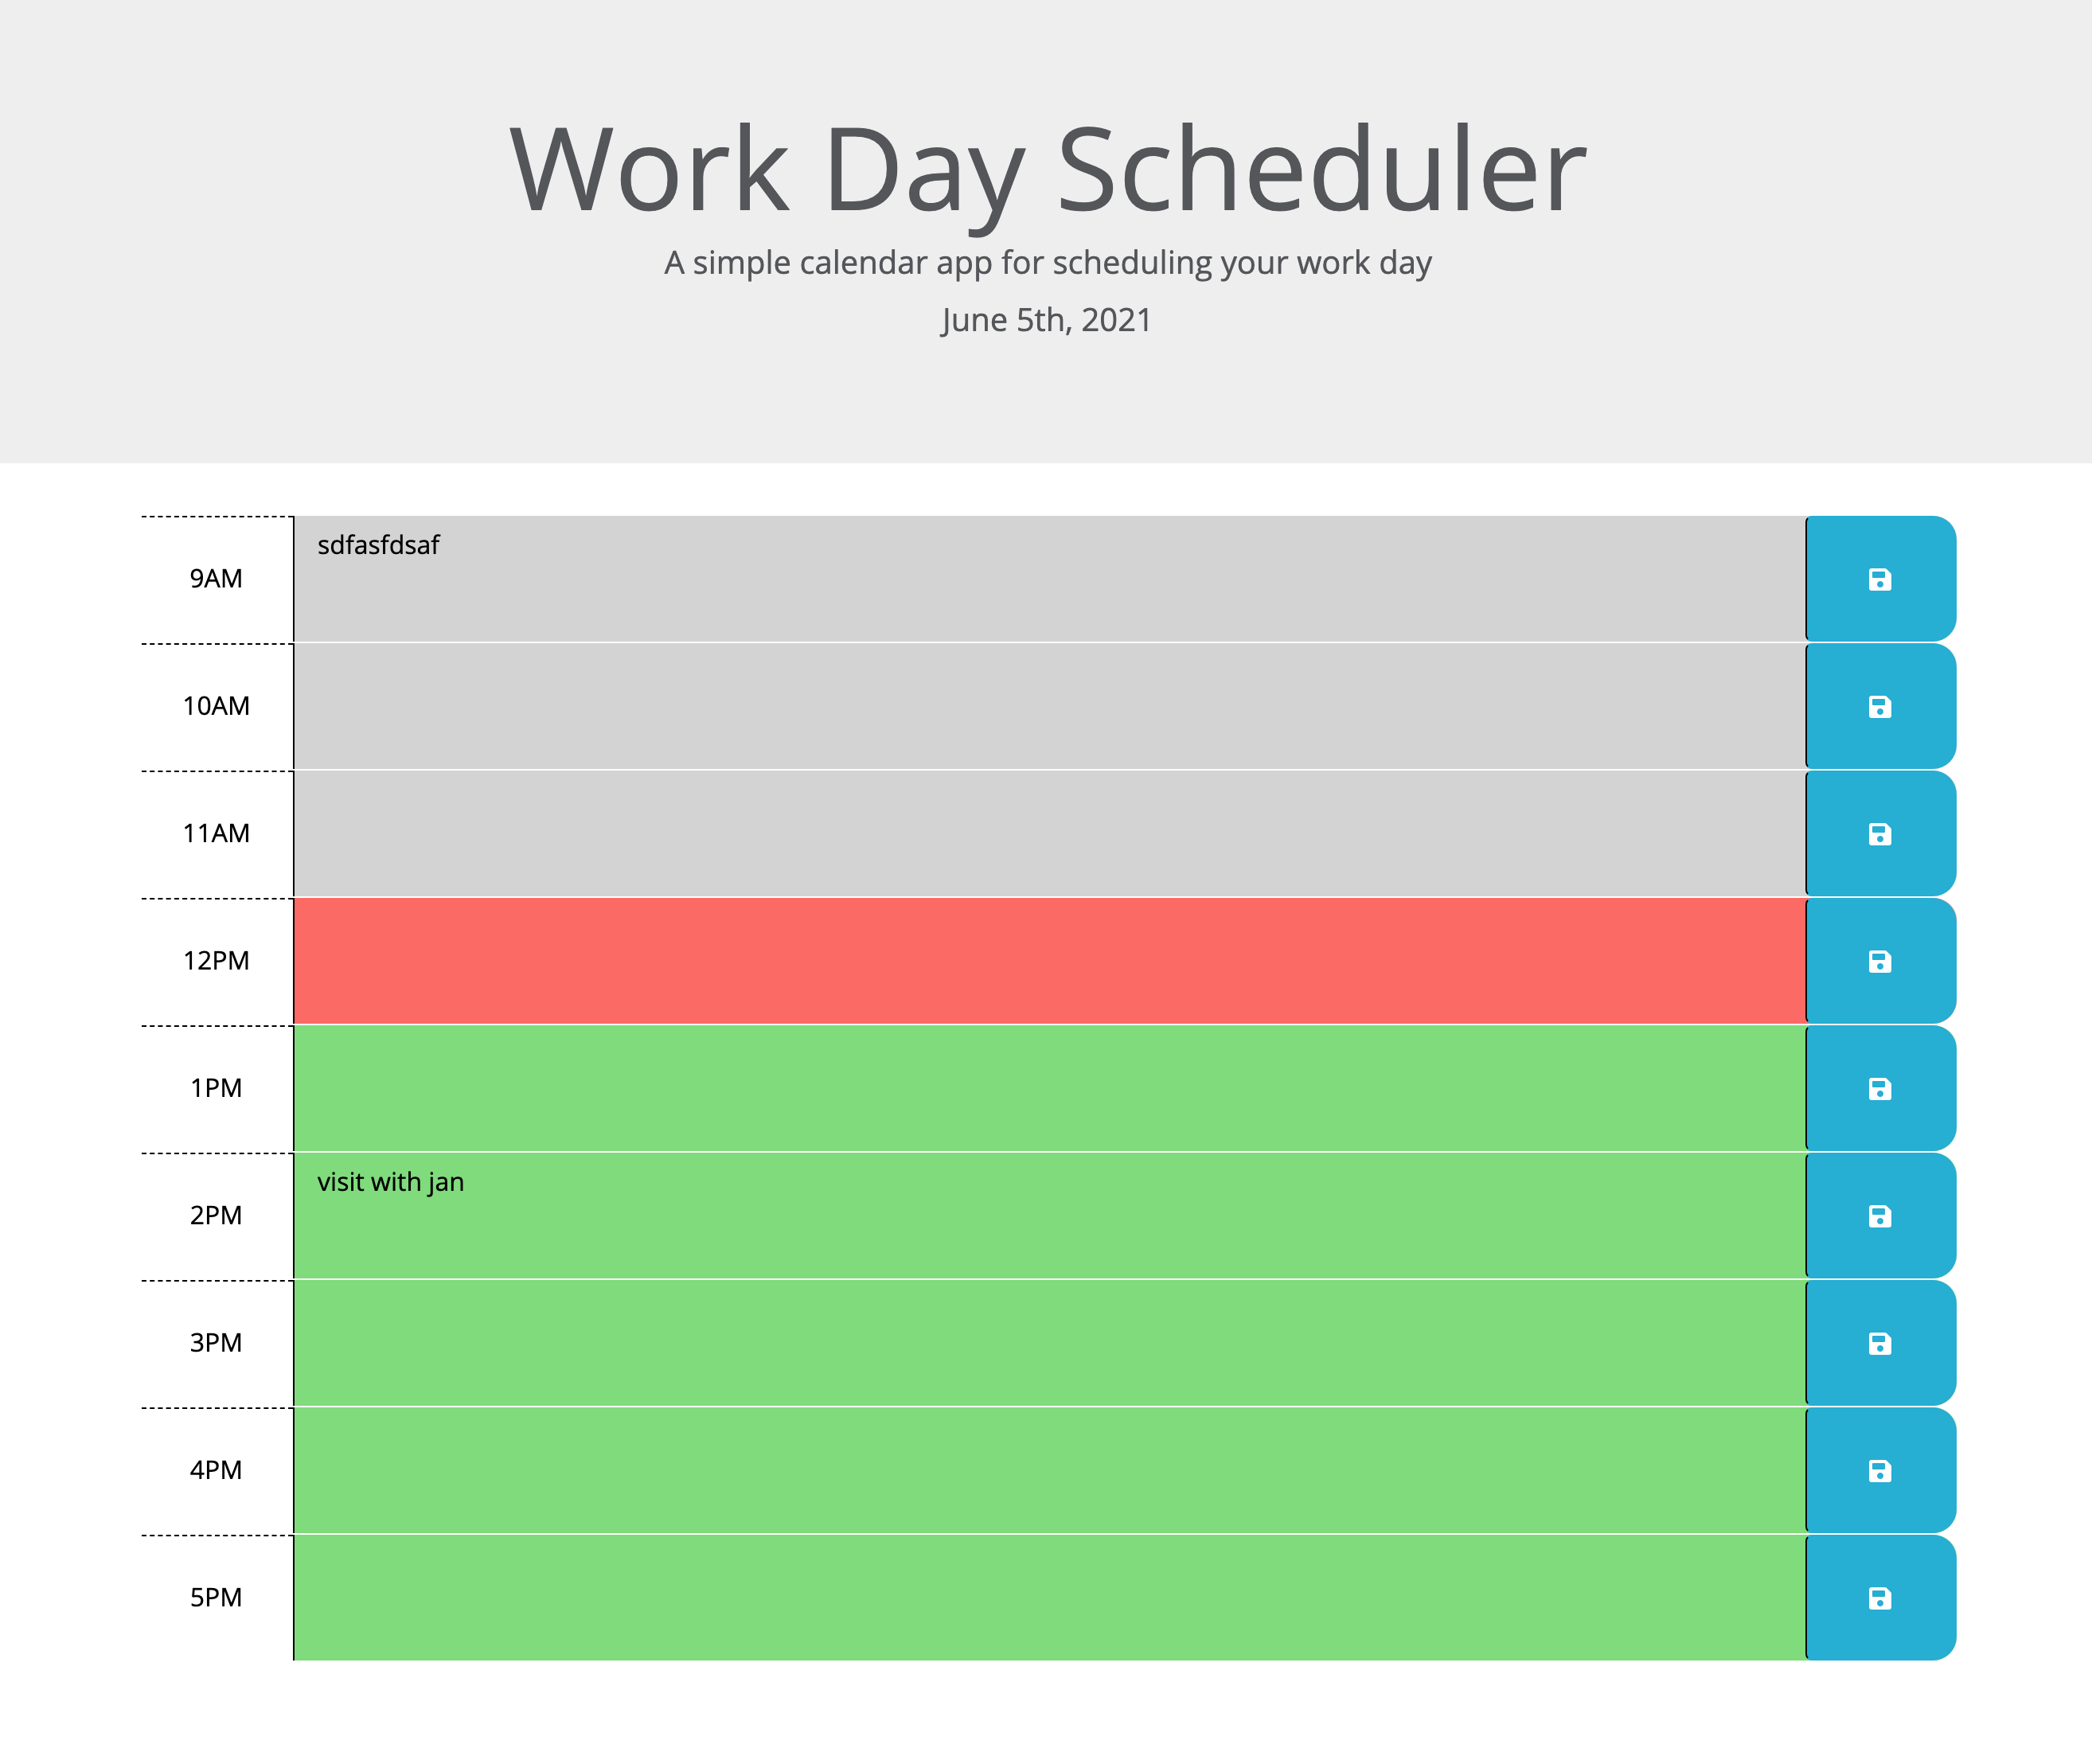 Work Day Scheduler
A simple calendar app for scheduling your work day
June 5th, 2021
9AM
sdfasfdsaf
10AM
11AM
12PM
1PM
2PM
visit with jan
3PM
4PM
5PM